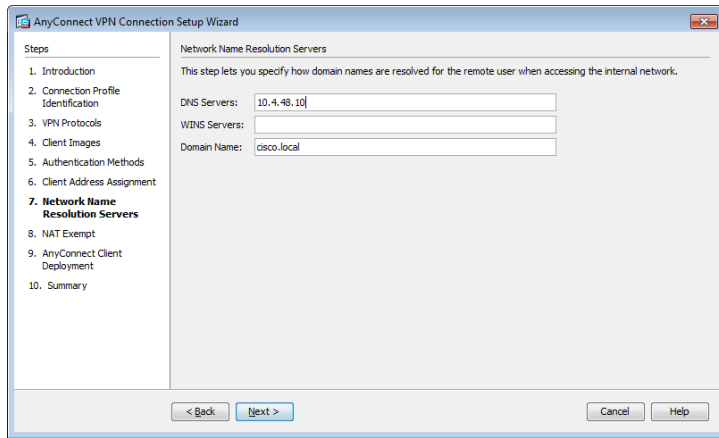 AnyConnect VPN Connection Setup Wizard
Steps
1. Introduction
2. Connection Profile
Identification
3. VPN Protocols
4. Client Images
5. Authentication Methods
6. Client Address Assignment
7. Network Name
Resolution Servers
8. NAT Exempt
9. AnyConnect Client
Deployment
10. Summary
Network Name Resolution Servers
This step lets you specify how domain names are resolved for the remote user when accessing the internal network.
DNS Servers: 10.4.48.10
WINS Servers:
Domain Name: cisco.local
< Back
Next >
Cancel
Help